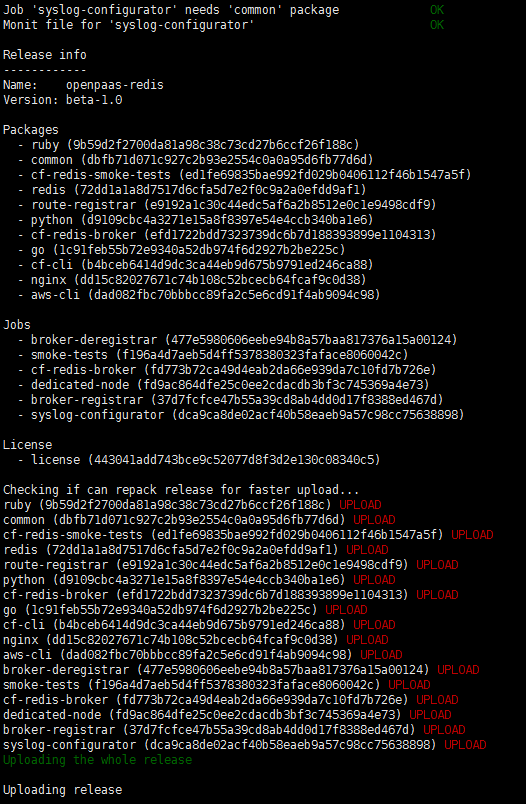 Job 'syslog-configurator' needs 'common' package OK
Monit file for 'syslog-configurator' OK
Release info
------------
Name: openpaas-redis
Version: beta-1.0
Packages
- ruby (9b59d2f2700da81a98c38c73cd27b6ccf26f188c)
- common (dbfb71d071c927c2b93e2554c0a0a95d6fb77d6d)
- cf-redis-smoke-tests (ed1fe69835bae992fd029b0406112f46b1547a5f)
- redis (72dd1a1a8d7517d6cfa5d7e2f0c9a2a0efdd9af1)
- route-registrar (e9192a1c30c44edc5af6a2b8512e0c1e9498cdf9)
- python (d9109cbc4a3271e15a8f8397e54e4ccb340ba1e6)
- cf-redis-broker (efd1722bdd7323739dc6b7d188393899e1104313)
- go (1c91feb55b72e9340a52db974f6d2927b2be225c)
- cf-cli (b4bceb6414d9dc3ca44eb9d675b9791ed246ca88)
- nginx (dd15c82027671c74b108c52bcecb64fcaf9c0d38)
- aws-cli (dad082fbc70bbbcc89fa2c5e6cd91f4ab9094c98)
Jobs
- broker-deregistrar (477e5980606eebe94b8a57baa817376a15a00124)
- smoke-tests (f196a4d7aeb5d4ff5378380323faface8060042c)
- cf-redis-broker (fd773b72ca49d4eab2da66e939da7c10fd7b726e)
- dedicated-node (fd9ac864dfe25c0ee2cdacdb3bf3c745369a4e73)
- broker-registrar (37d7fcfce47b55a39cd8ab4dd0d17f8388ed467d)
- syslog-configurator (dca9ca8de02acf40b58eaeb9a57c98cc75638898)
License
- license (443041add743bce9c52077d8f3d2e130c08340c5)
Checking if can repack release for faster upload...
ruby (9b59d2f2700da81a98c38c73cd27b6ccf26f188c) UPLOAD
common (dbfb71d071c927c2b93e2554c0a0a95d6fb77d6d) UPLOAD
cf-redis-smoke-tests (ed1fe69835bae992fd029b0406112f46b1547a5f) UPLOAD
redis (72dd1a1a8d7517d6cfa5d7e2f0c9a2a0efdd9af1) UPLOAD
route-registrar (e9192a1c30c44edc5af6a2b8512e0c1e9498cdf9) UPLOAD
python (d9109cbc4a3271e15a8f8397e54e4ccb340ba1e6) UPLOAD
cf-redis-broker (efd1722bdd7323739dc6b7d188393899e1104313) UPLOAD
go (1c91feb55b72e9340a52db974f6d2927b2be225c) UPLOAD
cf-cli (b4bceb6414d9dc3ca44eb9d675b9791ed246ca88) UPLOAD
nginx (dd15c82027671c74b108c52bcecb64fcaf9c0d38) UPLOAD
aws-cli (dad082fbc70bbbcc89fa2c5e6cd91f4ab9094c98) UPLOAD
broker-deregistrar (477e5980606eebe94b8a57baa817376a15a00124) UPLOAD
smoke-tests (f196a4d7aeb5d4ff5378380323faface8060042c) UPLOAD
cf-redis-broker (fd773b72ca49d4eab2da66e939da7c10fd7b726e) UPLOAD
dedicated-node (fd9ac864dfe25c0ee2cdacdb3bf3c745369a4e73) UPLOAD
broker-registrar (37d7fcfce47b55a39cd8ab4dd0d17f8388ed467d) UPLOAD
syslog-configurator (dca9ca8de02acf40b58eaeb9a57c98cc75638898) UPLOAD
Uploading the whole release
Uploading release